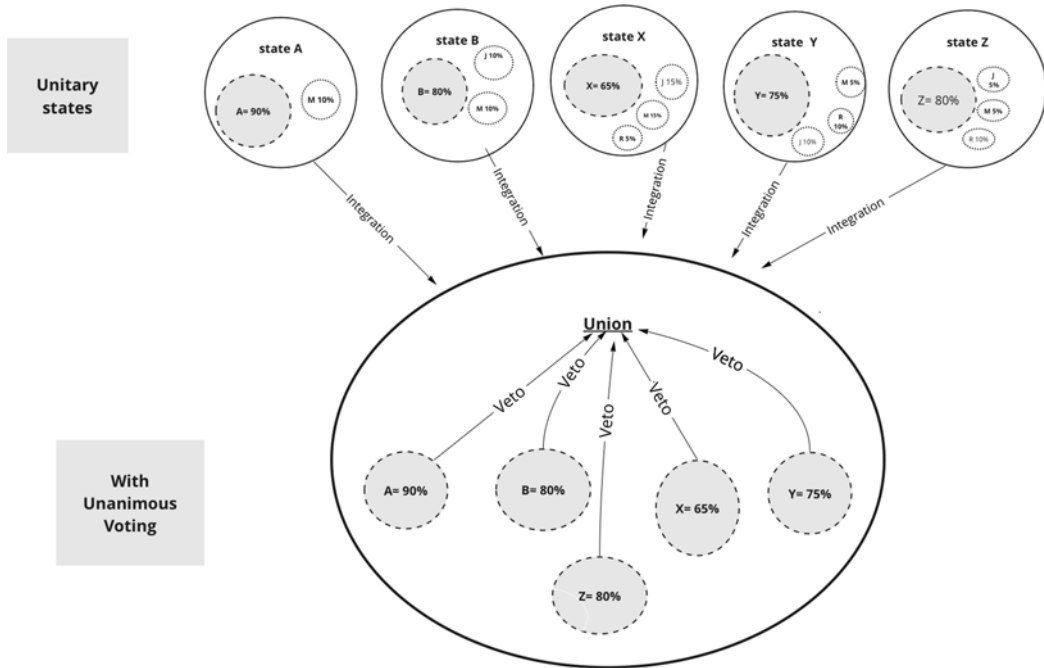 Unitary
states
state A
A= 90%
M 10%
state B
J 10%
B= 80%
M 10%
state X
X= 65%
J 15%
M 15%
R 5%
state Y
Y= 75%
M 5%
R
10%
J 10%
state Z
Z= 80%
J
5%
M 5%
R 10%
Integration
Integration
Integration
Integration
Integration
Union
Veto
Veto
Veto
Veto
Veto
With
Unanimous
Voting
A= 90%
B= 80%
X= 65%
Y= 75%
Z= 80%